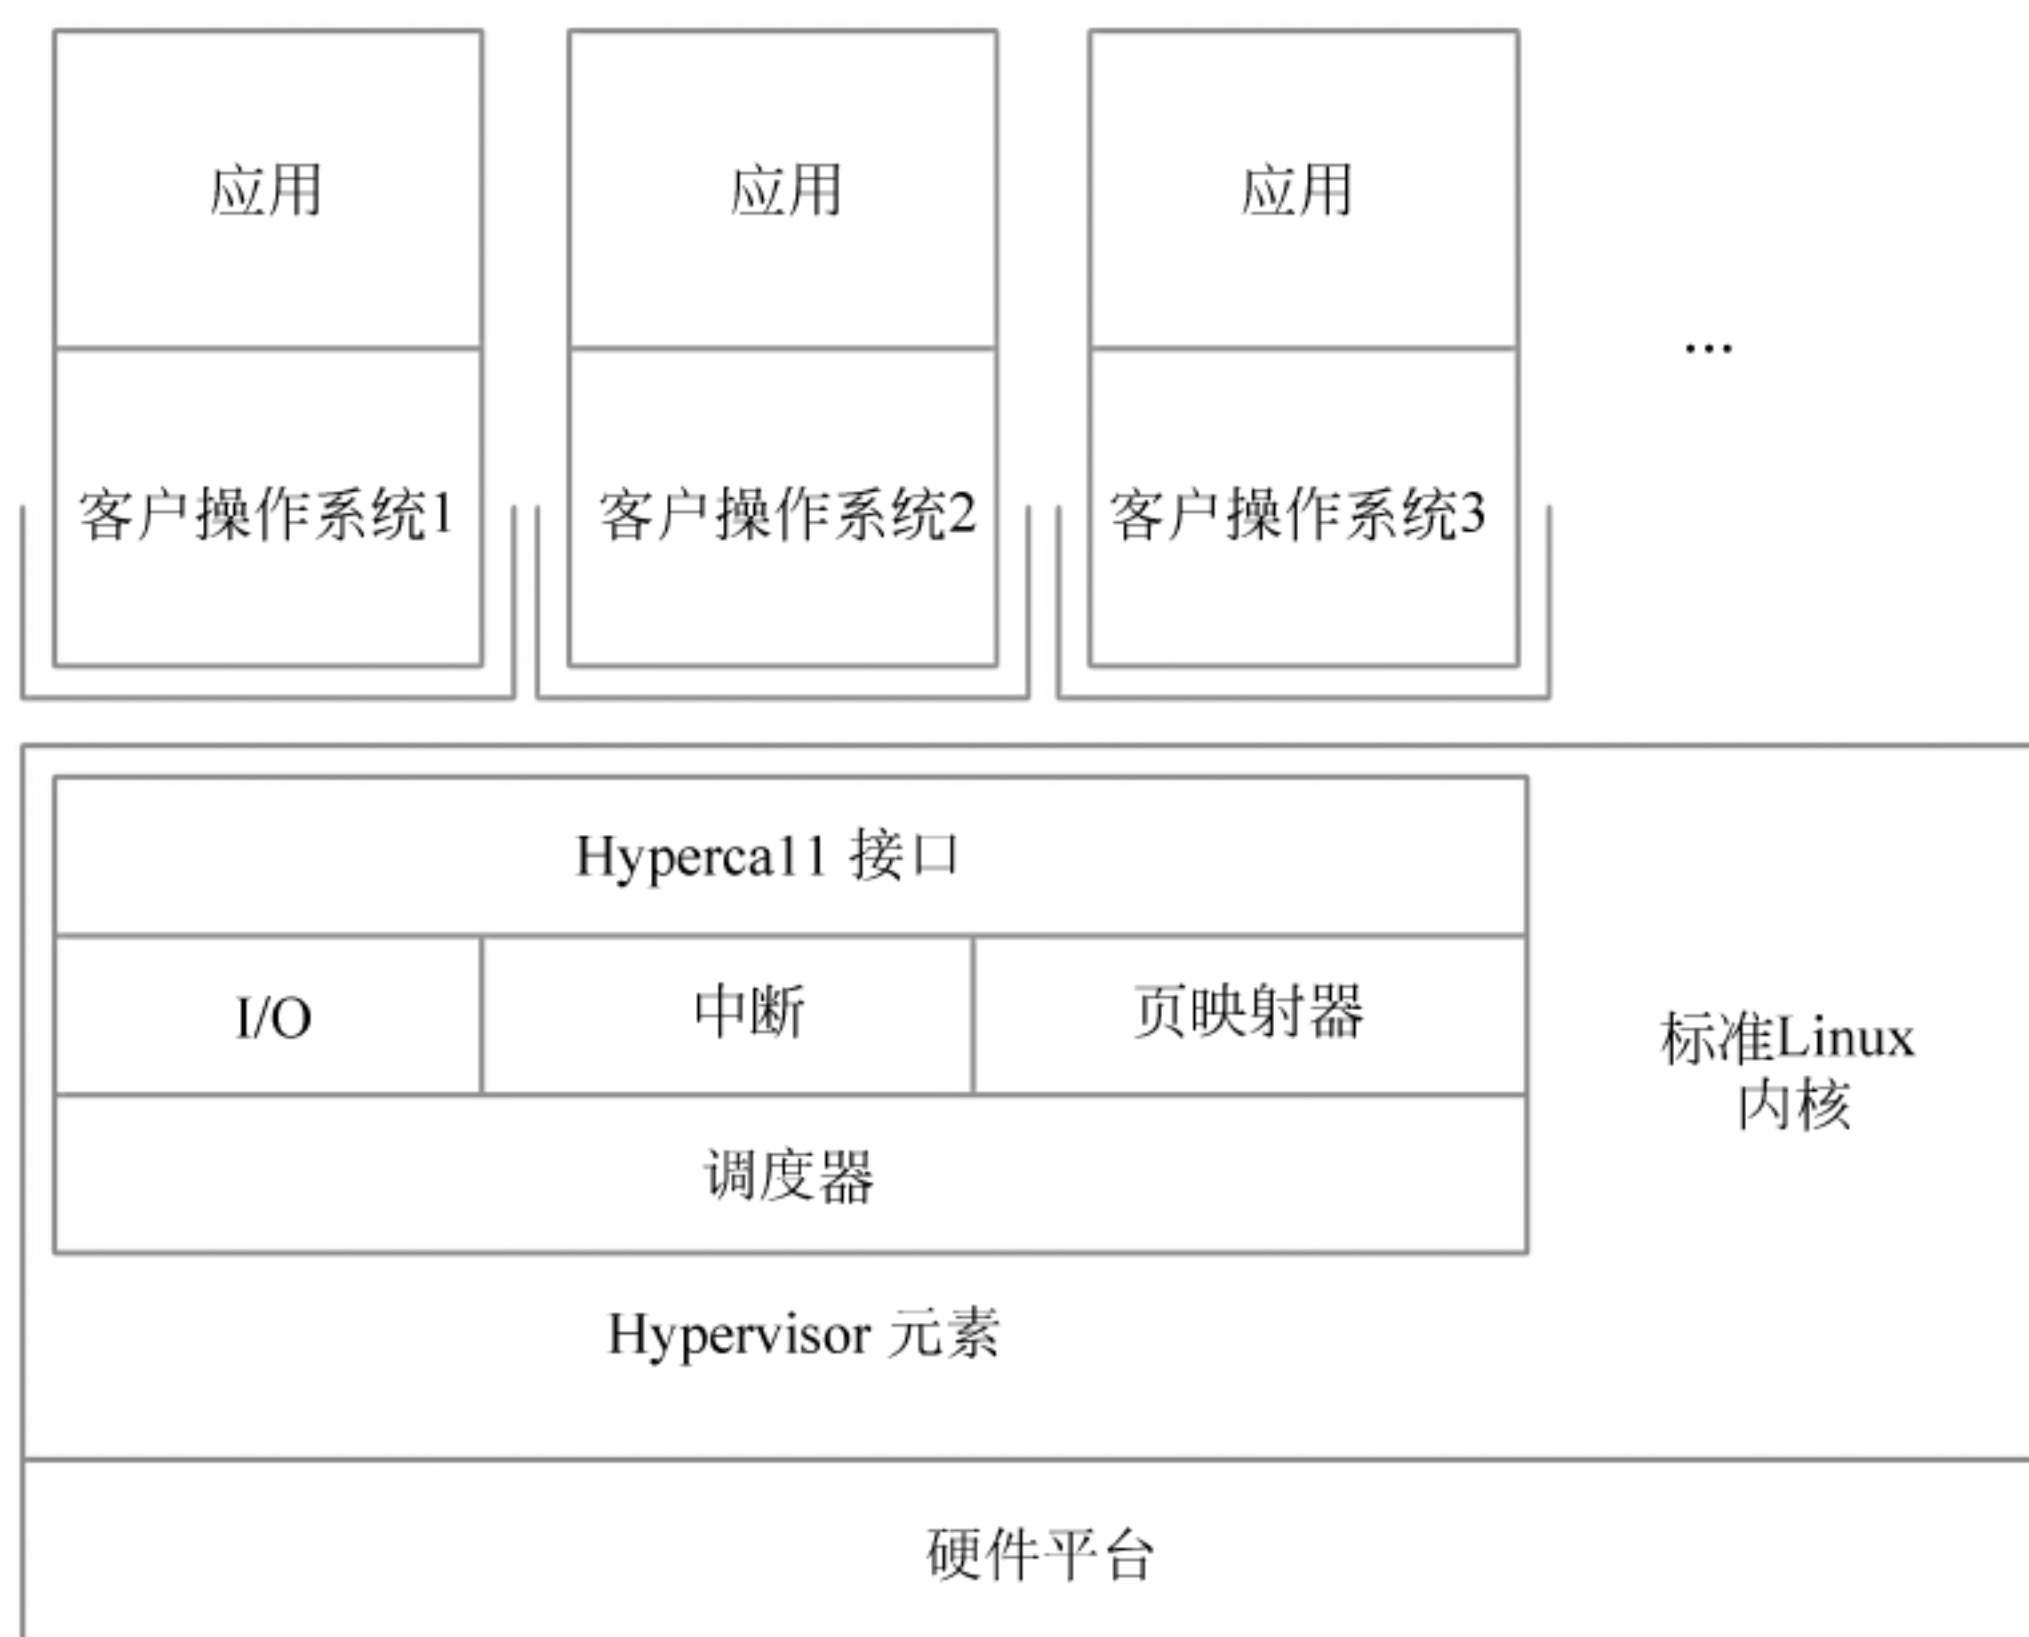 应用
应用
应用
...
客户操作系统1
客户操作系统2
客户操作系统3
Hyperca11 接口
I/O
中断
页映射器
标准Linux
内核
调度器
Hypervisor 元素
硬件平台